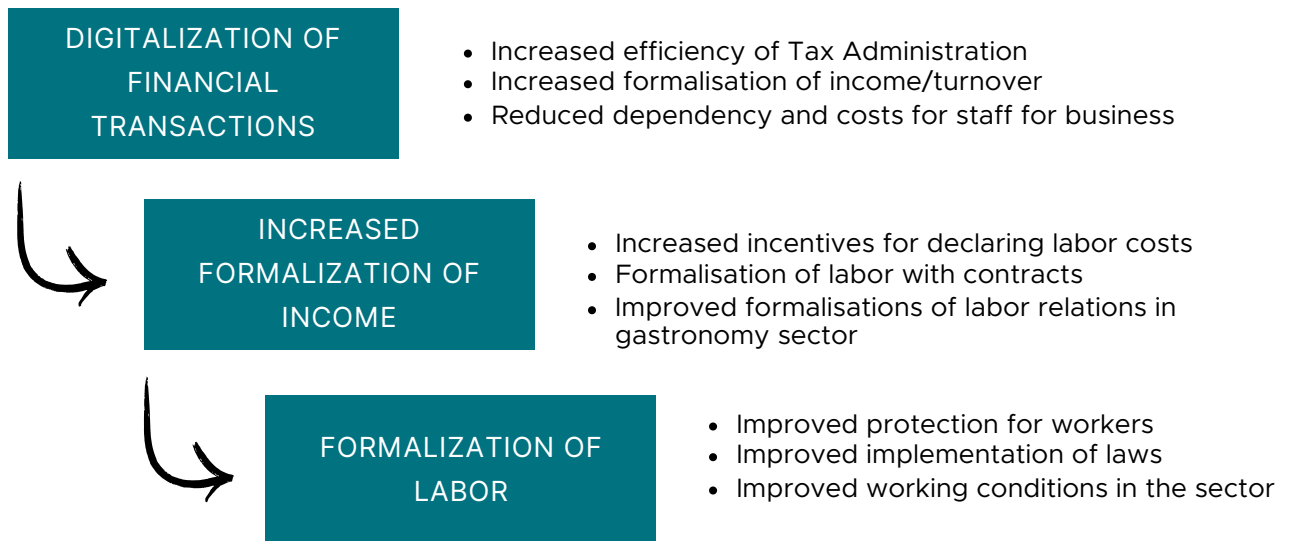 DIGITALIZATION OF
FINANCIAL
TRANSACTIONS
• Increased efficiency of Tax Administration
• Increased formalisation of income/turnover
• Reduced dependency and costs for staff for business
INCREASED
FORMALIZATION OF
INCOME
• Increased incentives for declaring labor costs
• Formalisation of labor with contracts
• Improved formalisations of labor relations in
gastronomy sector
FORMALIZATION OF
LABOR
• Improved protection for workers
• Improved implementation of laws
• Improved working conditions in the sector